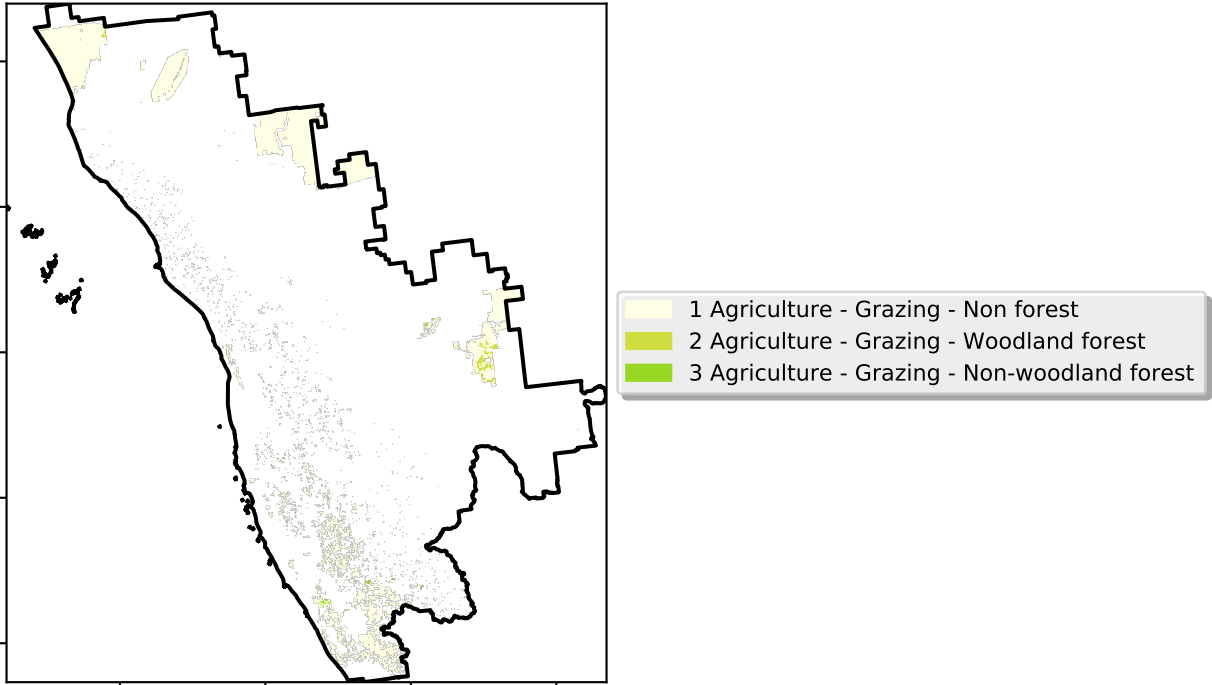 1 Agriculture - Grazing - Non forest
2 Agriculture - Grazing - Woodland forest
3 Agriculture - Grazing - Non-woodland forest